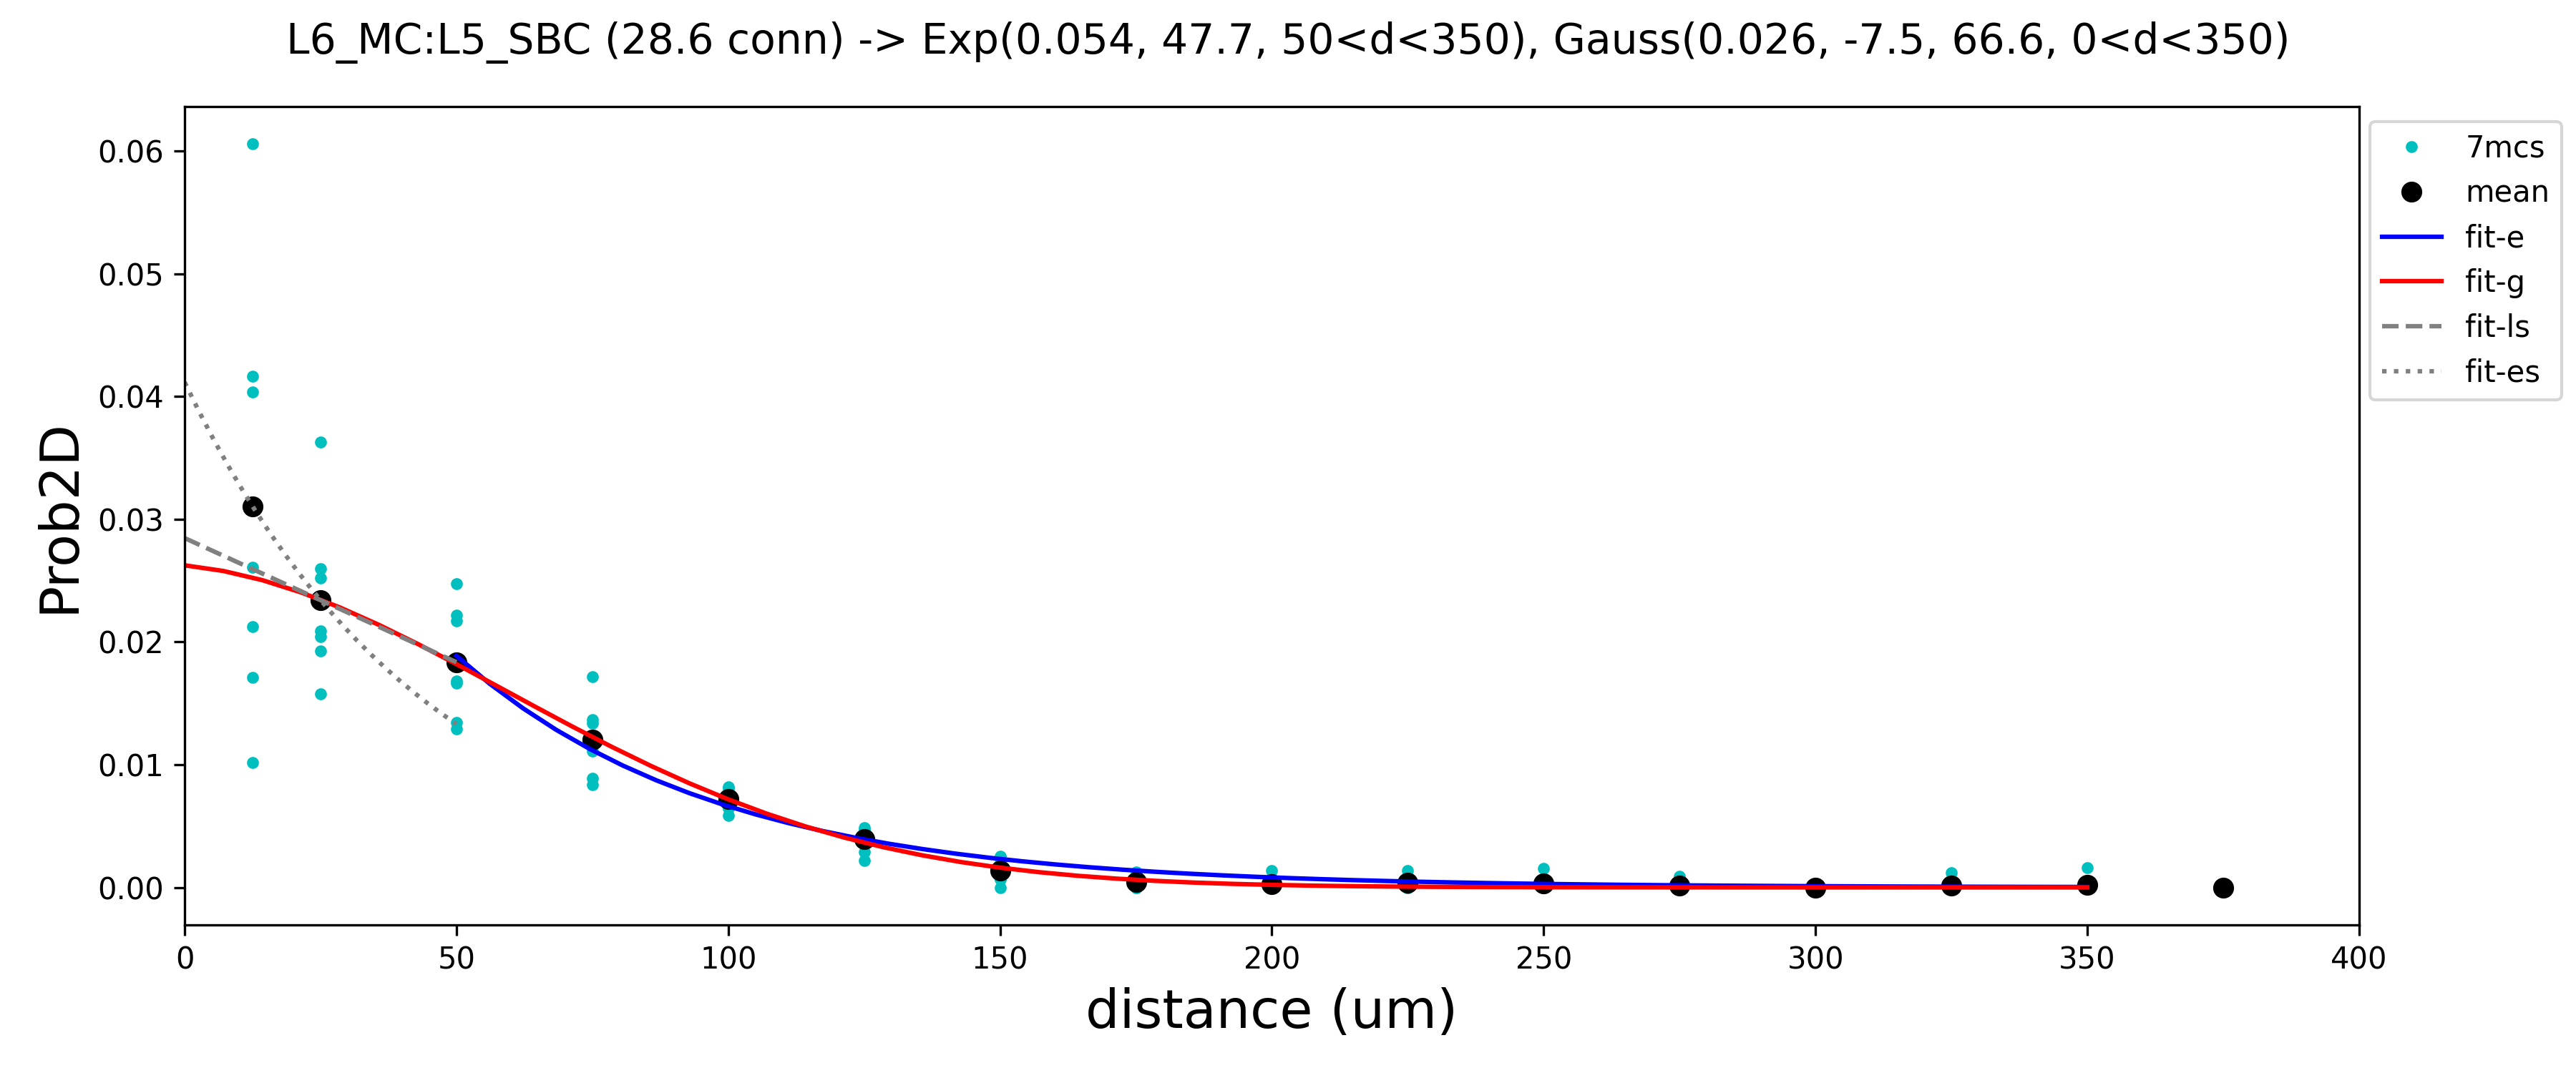 L6_MC:L5_SBC (28.6 conn) -> Exp(0.054, 47.7, 50<d<350), Gauss(0.026, -7.5, 66.6, 0<d<350)
Prob2D
0.06
0.05
0.04
0.03
0.02
0.01
0.00
0 50 100 150 200 250 300 350 400
distance (um)
7mcs
mean
fit-e
fit-g
fit-ls
fit-es